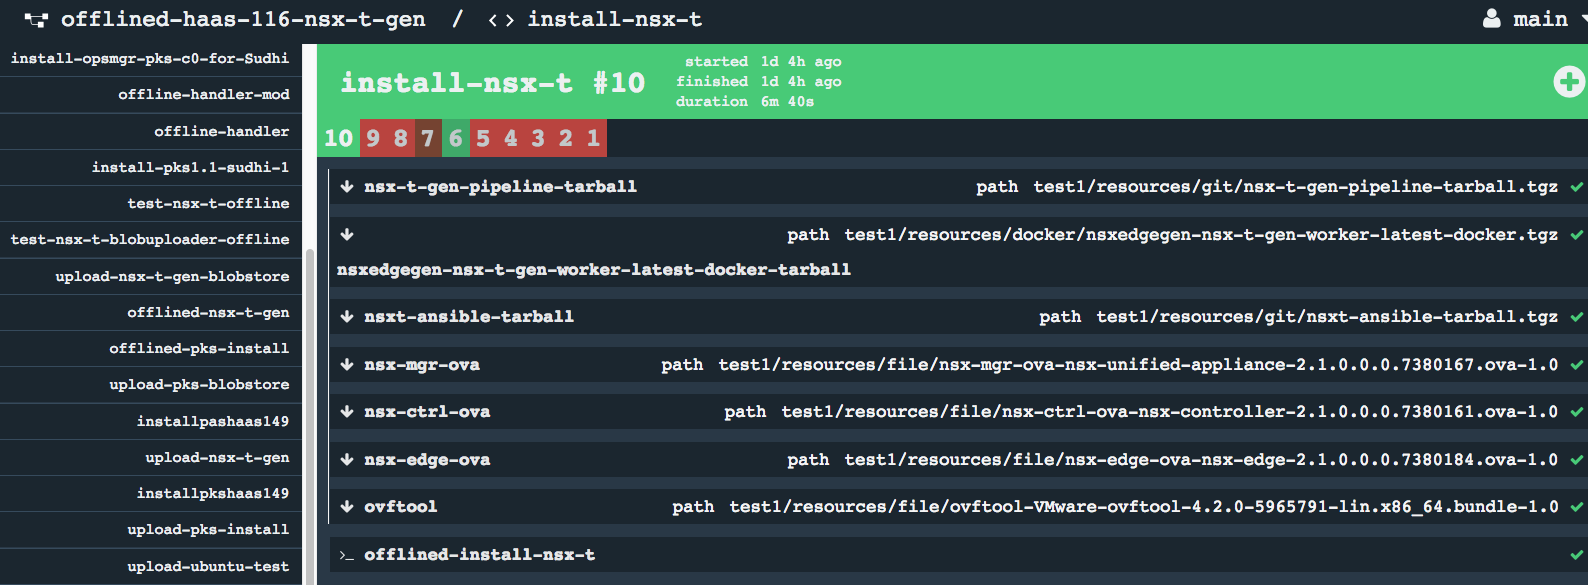 offlined-haas-116-nsx-t-gen / <> install-nsx-t main
install-opsmgr-pks-c0-for-Sudhi
offline-handler-mod
offline-handler
install-pks1.1-sudhi-1
test-nsx-t-offline
test-nsx-t-blobuploader-offline
upload-nsx-t-gen-blobstore
offlined-nsx-t-gen
offlined-pks-install
upload-pks-blobstore
installpashaas149
upload-nsx-t-gen
installpkshaas149
upload-pks-install
upload-ubuntu-test
install-nsx-t #10
started 1d 4h ago
finished 1d 4h ago
duration 6m 40s
10 9 8 7 6 5 4 3 2 1
nsx-t-gen-pipeline-tarball path test1/resources/git/nsx-t-gen-pipeline-tarball.tgz
path test1/resources/docker/nsxedgegen-nsx-t-gen-worker-latest-docker.tgz
nsxedgegen-nsx-t-gen-worker-latest-docker-tarball
nsxt-ansible-tarball path test1/resources/git/nsxt-ansible-tarball.tgz
nsx-mgr-ova path test1/resources/file/nsx-mgr-ova-nsx-unified-appliance-2.1.0.0.0.7380167.ova-1.0
nsx-ctrl-ova path test1/resources/file/nsx-ctrl-ova-nsx-controller-2.1.0.0.0.7380161.ova-1.0
nsx-edge-ova path test1/resources/file/nsx-edge-ova-nsx-edge-2.1.0.0.0.7380184.ova-1.0
ovftool path test1/resources/file/ovftool-VMware-ovftool-4.2.0-5965791-lin.x86_64.bundle-1.0
>_ offlined-install-nsx-t